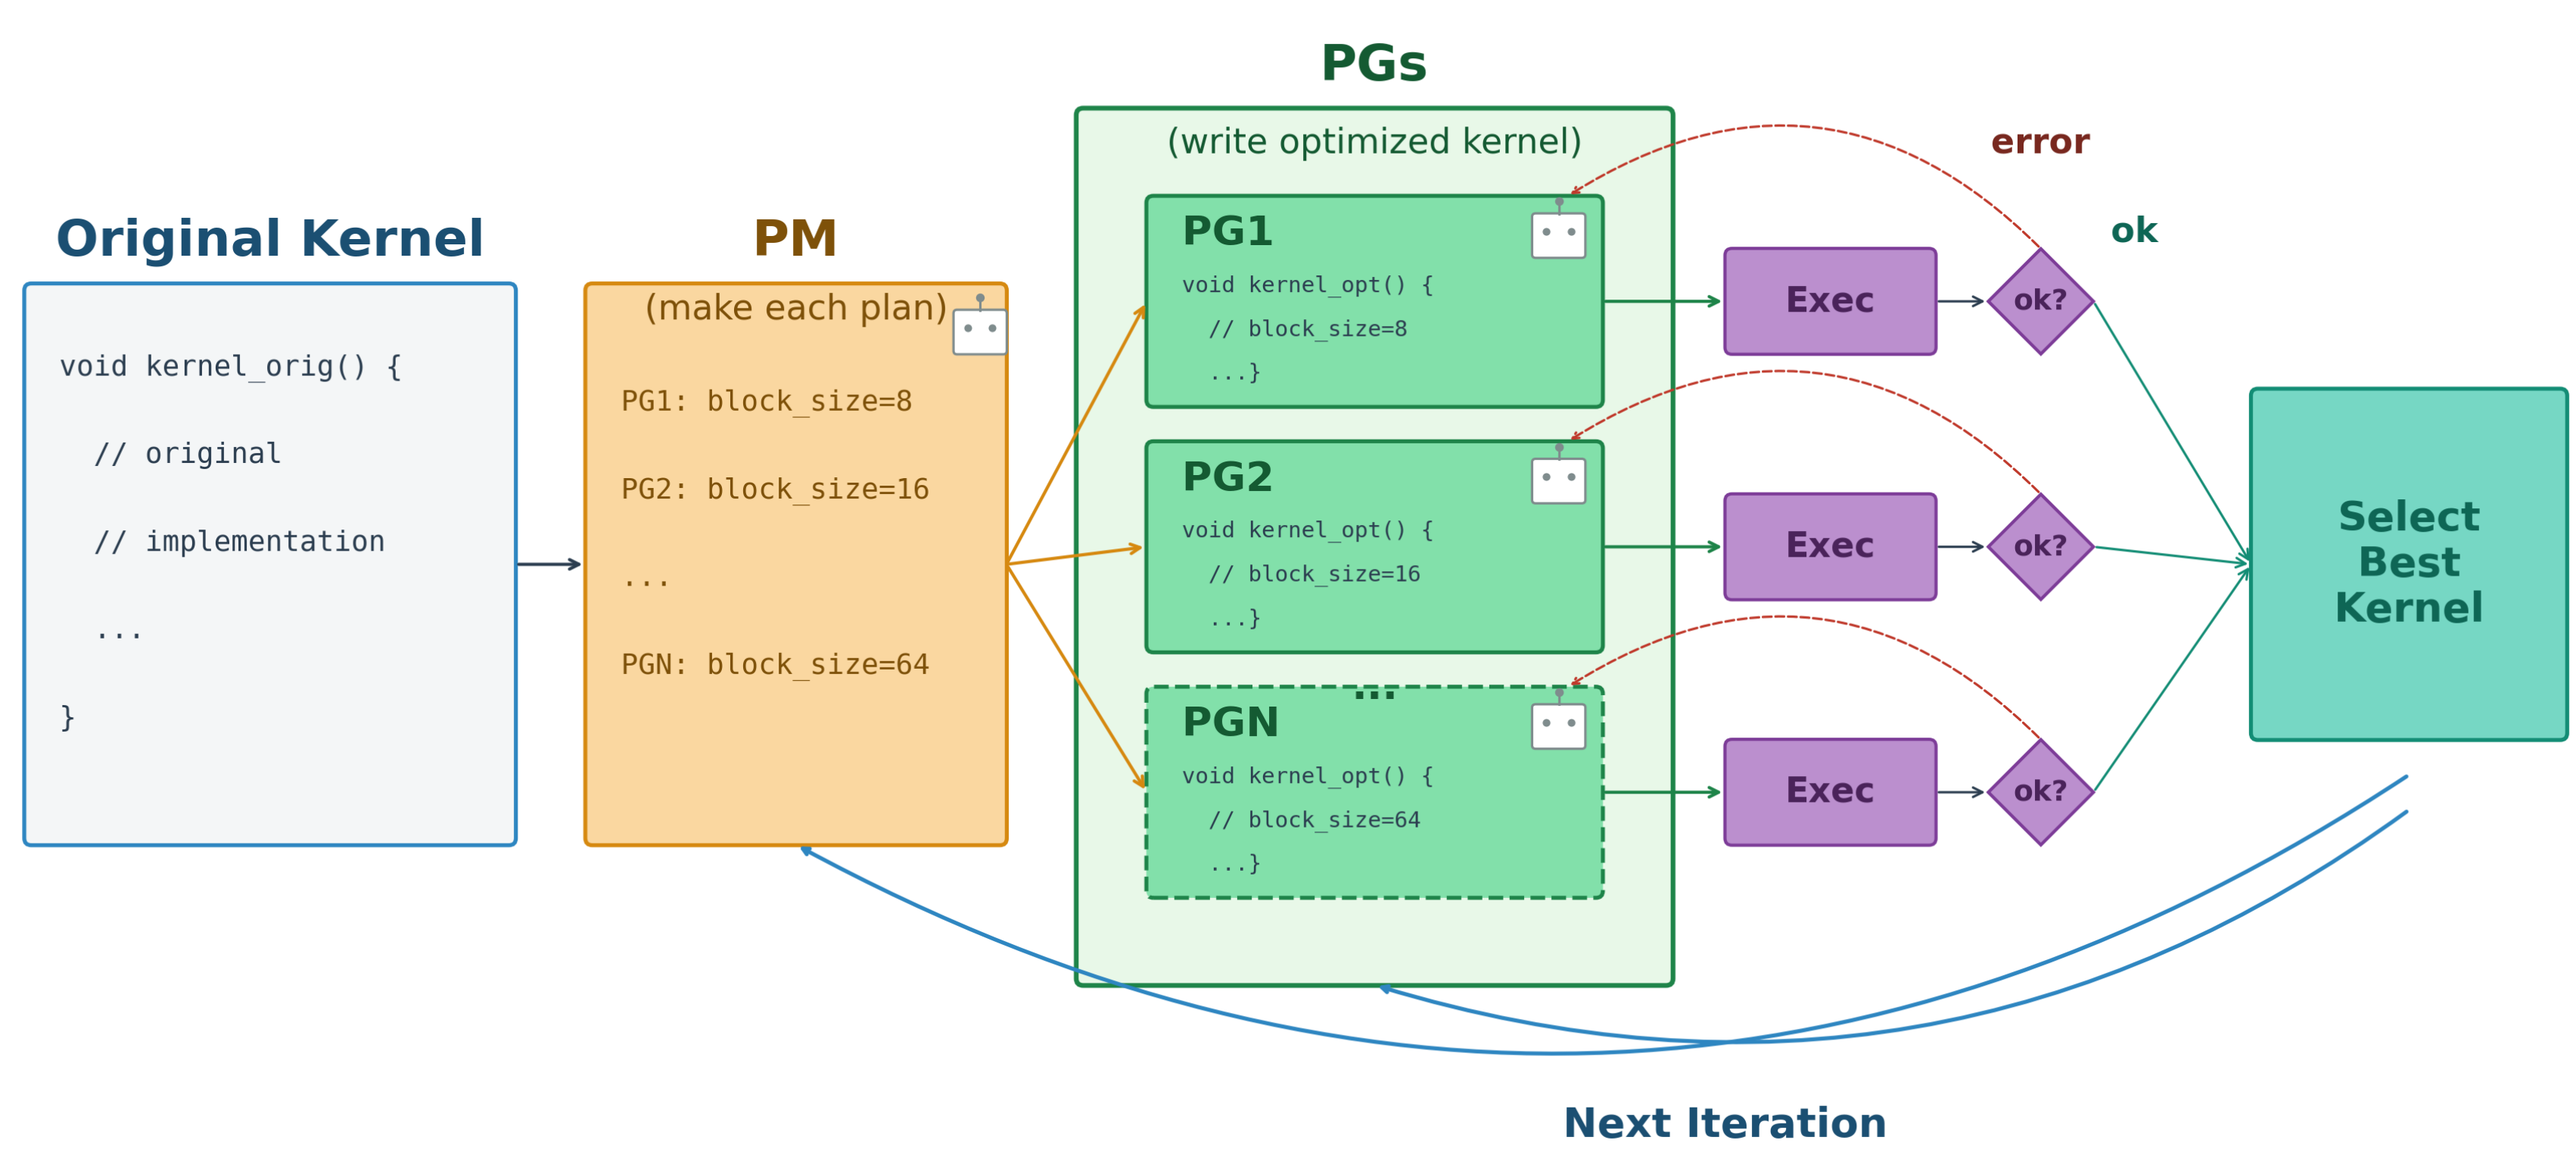 Original Kernel
void kernel_orig() {
// original
// implementation
...
}
PM
(make each plan)
PG1: block_size=8
PG2: block_size=16
...
PGN: block_size=64
PGs
(write optimized kernel)
PG1
void kernel_opt() {
// block_size=8
...}
PG2
void kernel_opt() {
// block_size=16
...}
...
PGN
void kernel_opt() {
// block_size=64
...}
Exec
ok?
Exec
ok?
Exec
ok?
error
ok
Select
Best
Kernel
Next Iteration